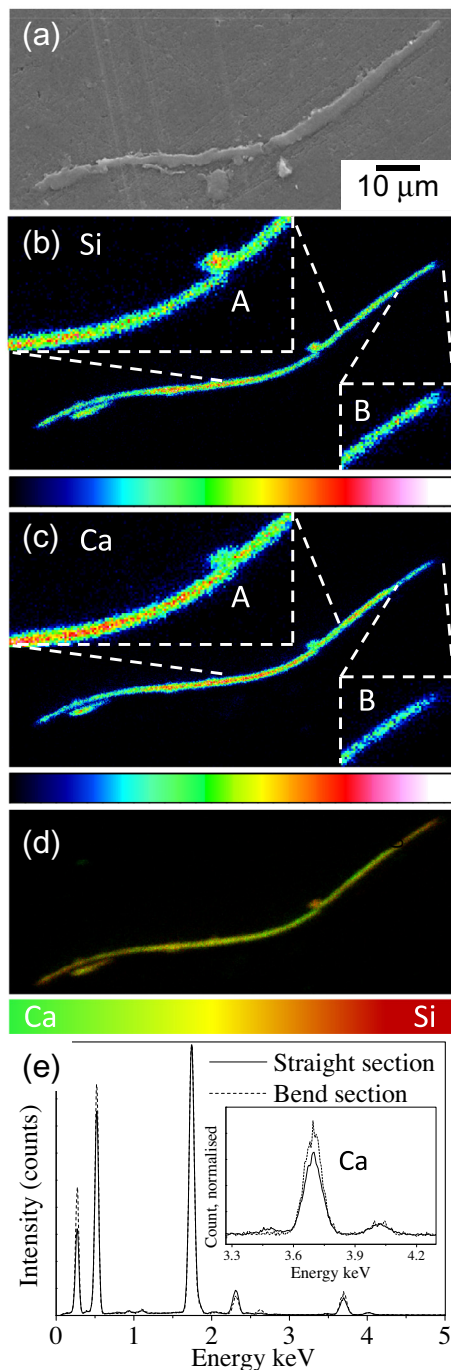 (a)
10 μm
(b) Si
A
B
(c) Ca
A
B
(d)
Ca Si
(e)
Straight section
Bend section
Ca
Count, normalised
3.3 3.6 3.9 4.2
Energy keV
Intensity (counts)
0 1 2 3 4 5
Energy keV